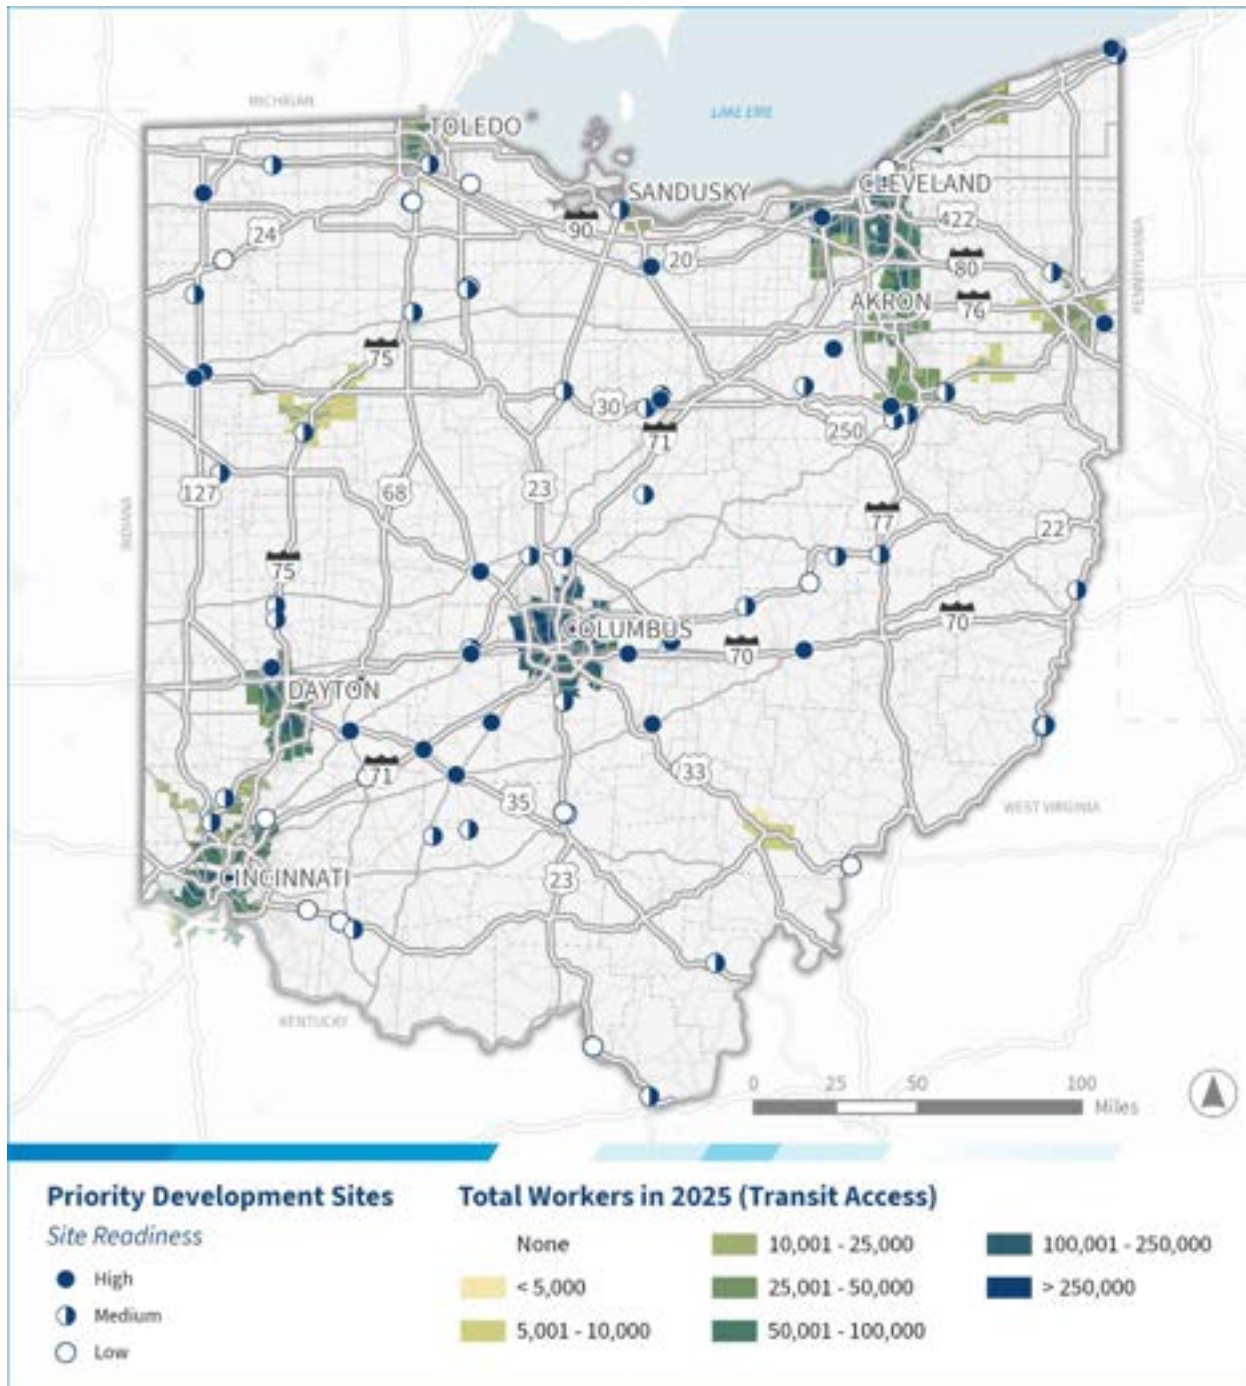 MICHIGAN
LAKE ERIE
TOLEDO
SANDUSKY
CLEVELAND
90
422
24
20
80
PENNSYLVANIA
AKRON
76
75
30
71
250
127
68
23
77
22
INDIANA
75
COLUMBUS
70
70
DAYTON
71
33
35
WEST VIRGINIA
CINCINNATI
23
KENTUCKY
0 25 50 100
Miles
Priority Development Sites
Site Readiness
High
Medium
Low
Total Workers in 2025 (Transit Access)
None
< 5,000
5,001 - 10,000
10,001 - 25,000
25,001 - 50,000
50,001 - 100,000
100,001 - 250,000
> 250,000